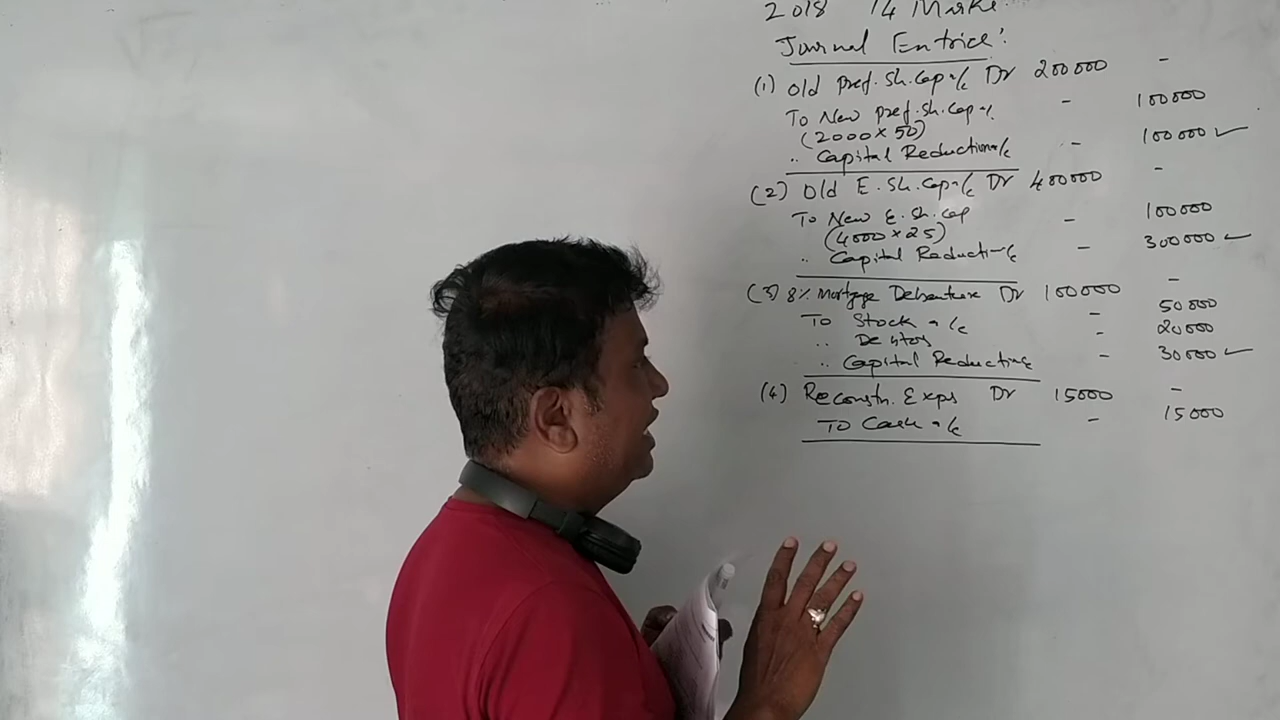 2018 14 Marks
Journal Entries:
(1) Old Pref. Sh. Cap a/c Dr 200000 -
To New Pref. Sh. Cap a/c - 100000
(2000 x 50)
.. Capital Reduction a/c - 100000 ✓
(2) Old E. Sh. Cap a/c Dr 400000 -
To New E. Sh. Cap - 100000
(4000 x 25)
.. Capital Reducti a/c - 300000 ✓
(3) 8% Mortgage Debenture Dr 100000 -
To Stock a/c - 50000
.. Debtors - 20000
.. Capital Reduction - 30000 ✓
(4) Reconstn. Exps Dr 15000 -
To Cash a/c - 15000